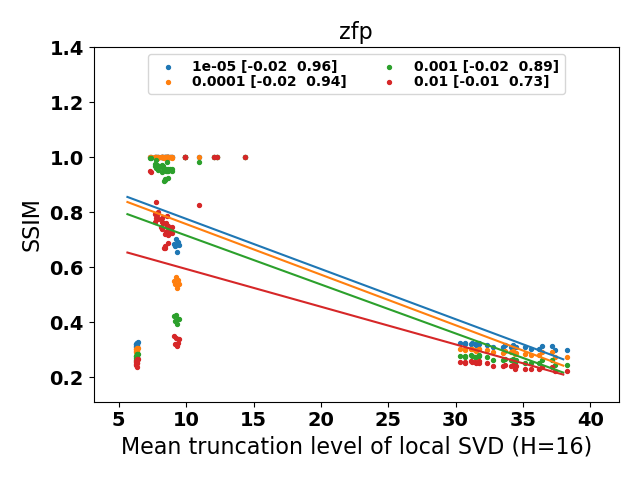 zfp
1e-05 [-0.02  0.96]
0.0001 [-0.02  0.94]
0.001 [-0.02  0.89]
0.01 [-0.01  0.73]
SSIM
1.4
1.2
1.0
0.8
0.6
0.4
0.2
5 10 15 20 25 30 35 40
Mean truncation level of local SVD (H=16)